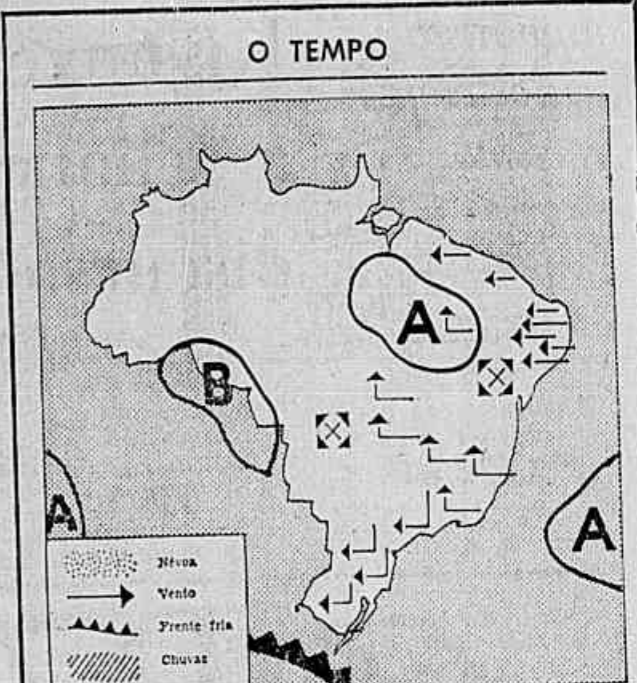 O TEMPO
A
B
A
A
Névoa
Vento
Frente fria
Chuvas